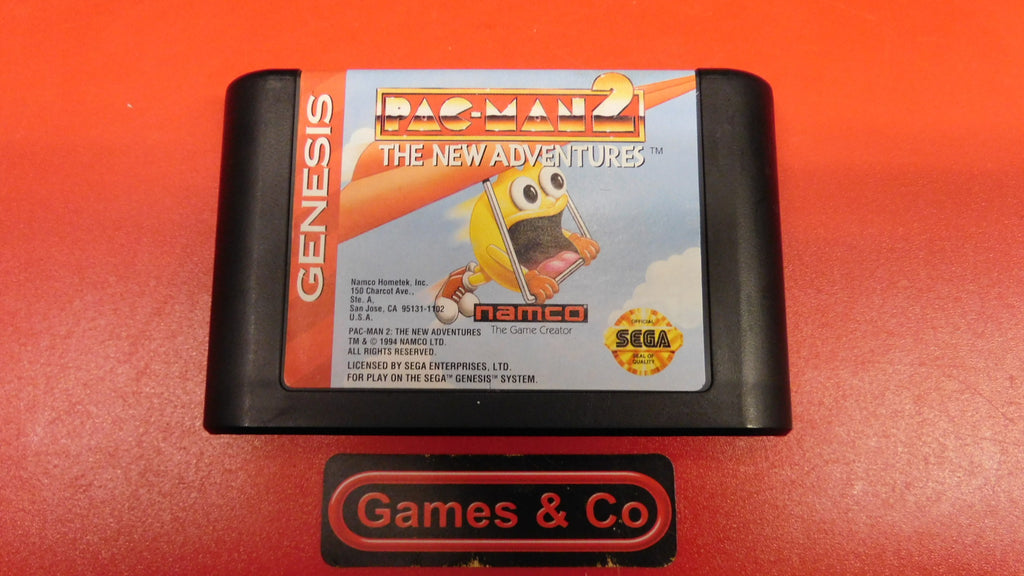 GENESIS
PAC-MAN 2
THE NEW ADVENTURES™
Namco Hometek, Inc.
150 Charcot Ave.,
Ste. A,
San Jose, CA 95131-1102
U.S.A.
namco®
The Game Creator
PAC-MAN 2: THE NEW ADVENTURES
TM & © 1994 NAMCO LTD.
ALL RIGHTS RESERVED.
LICENSED BY SEGA ENTERPRISES, LTD.
FOR PLAY ON THE SEGA™ GENESIS™ SYSTEM.
OFFICIAL
SEGA
SEAL OF
QUALITY
Games & Co